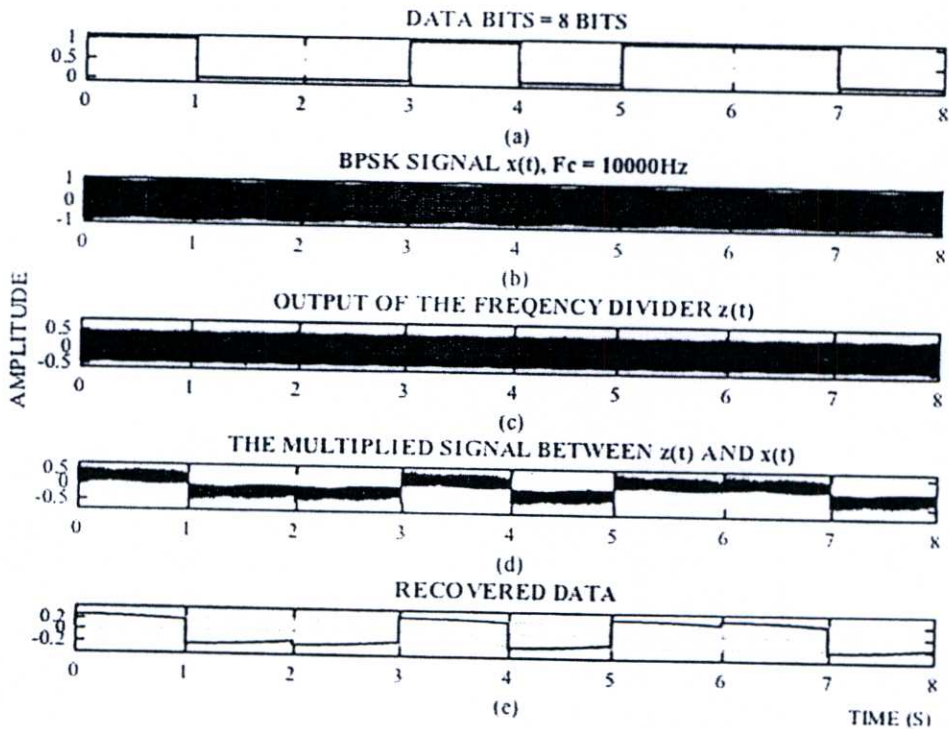 DATA BITS = 8 BITS
1
0.5
0
0 1 2 3 4 5 6 7 8
(a)
BPSK SIGNAL x(t), Fc = 10000Hz
1
0
-1
0 1 2 3 4 5 6 7 8
(b)
OUTPUT OF THE FREQENCY DIVIDER z(t)
0.5
0
-0.5
0 1 2 3 4 5 6 7 8
(c)
AMPLITUDE
THE MULTIPLIED SIGNAL BETWEEN z(t) AND x(t)
0.5
0
-0.5
0 1 2 3 4 5 6 7 8
(d)
RECOVERED DATA
0.2
0
-0.2
0 1 2 3 4 5 6 7 8
(e)
TIME (S)